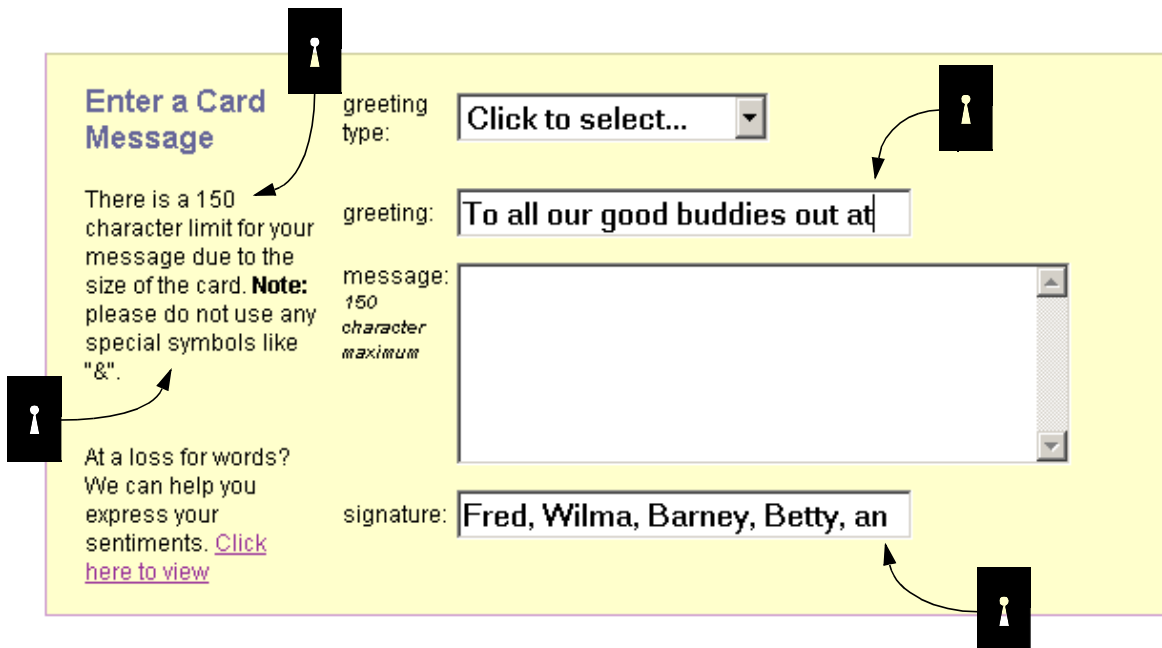 Enter a Card
Message
There is a 150
character limit for your
message due to the
size of the card. Note:
please do not use any
special symbols like
"&".
At a loss for words?
We can help you
express your
sentiments. Click
here to view
greeting
type:
Click to select...
greeting:
To all our good buddies out at
message:
150
character
maximum
signature:
Fred, Wilma, Barney, Betty, an